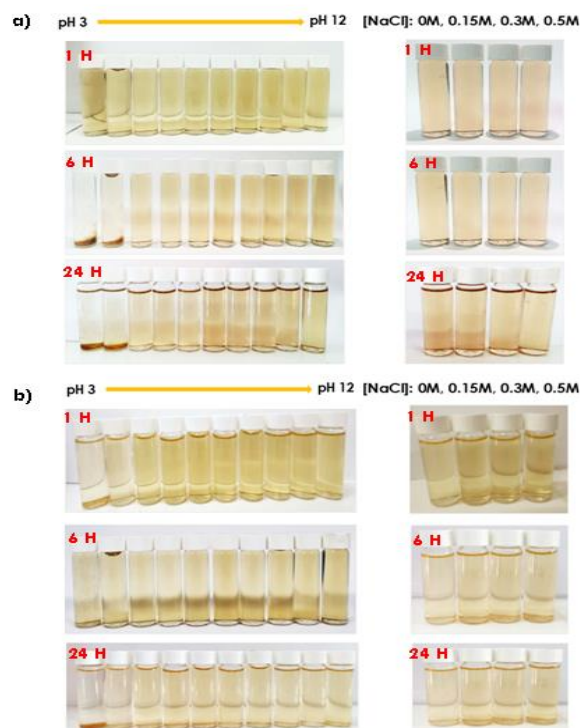 a)
pH 3 pH 12 [NaCl]: 0M, 0.15M, 0.3M, 0.5M
1 H 1 H
6 H 6 H
24 H 24 H
b)
pH 3 pH 12 [NaCl]: 0M, 0.15M, 0.3M, 0.5M
1 H 1 H
6 H 6 H
24 H 24 H